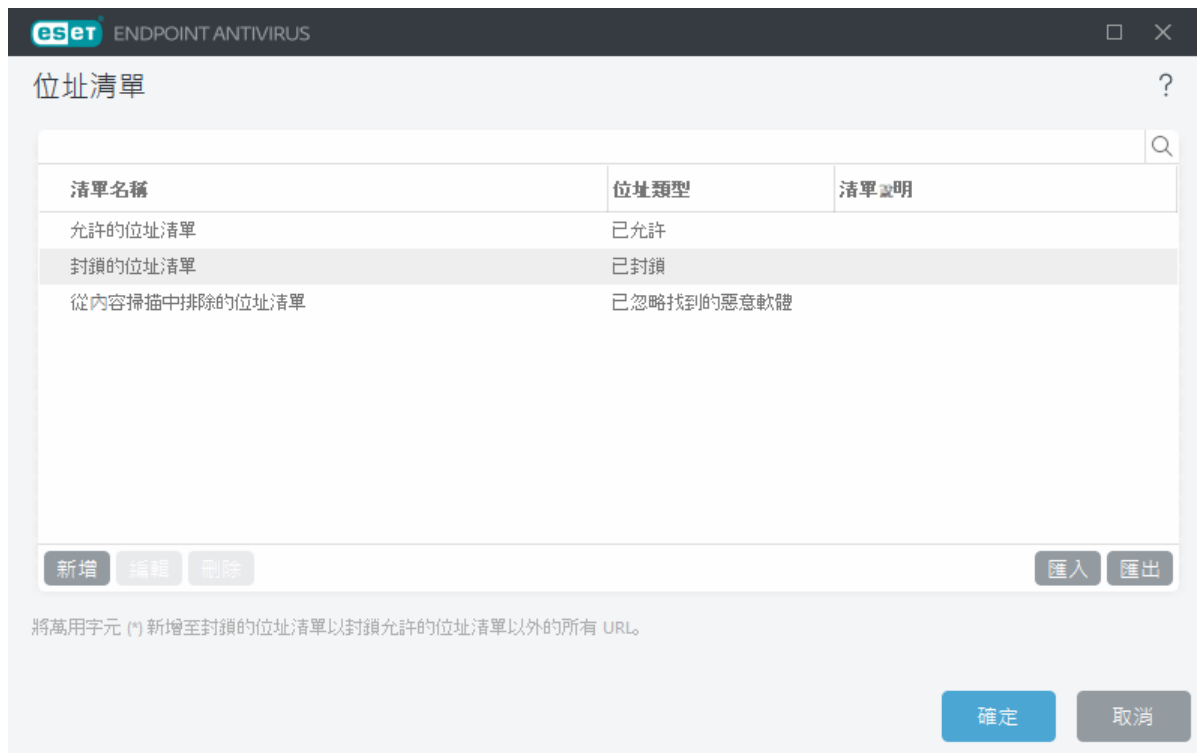 eset ENDPOINT ANTIVIRUS
位址清單 ?
清單名稱 位址類型 清單說明
允許的位址清單 已允許
封鎖的位址清單 已封鎖
從內容掃描中排除的位址清單 已忽略找到的惡意軟體
新增 編輯 刪除 匯入 匯出
將萬用字元 (*) 新增至封鎖的位址清單以封鎖允許的位址清單以外的所有 URL。
確定 取消